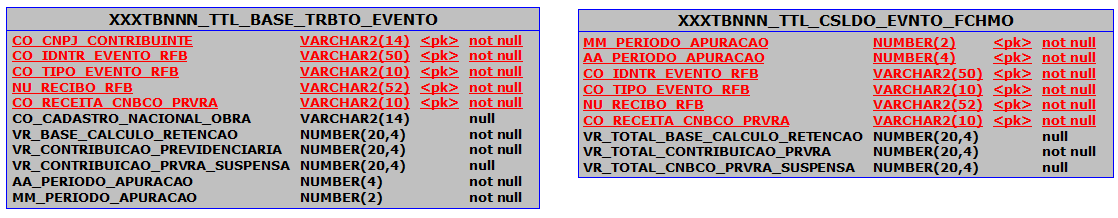 XXXTBNNN_TTL_BASE_TRBTO_EVENTO
CO_CNPJ_CONTRIBUINTE VARCHAR2(14) <pk> not null
CO_IDNTR_EVENTO_RFB VARCHAR2(50) <pk> not null
CO_TIPO_EVENTO_RFB VARCHAR2(10) <pk> not null
NU_RECIBO_RFB VARCHAR2(52) <pk> not null
CO_RECEITA_CNBCO_PRVRA VARCHAR2(10) <pk> not null
CO_CADASTRO_NACIONAL_OBRA VARCHAR2(14) null
VR_BASE_CALCULO_RETENCAO NUMBER(20,4) not null
VR_CONTRIBUICAO_PREVIDENCIARIA NUMBER(20,4) not null
VR_CONTRIBUICAO_PRVRA_SUSPENSA NUMBER(20,4) null
AA_PERIODO_APURACAO NUMBER(4) not null
MM_PERIODO_APURACAO NUMBER(2) not null
XXXTBNNN_TTL_CSLDO_EVNTO_FCHMO
MM_PERIODO_APURACAO NUMBER(2) <pk> not null
AA_PERIODO_APURACAO NUMBER(4) <pk> not null
CO_IDNTR_EVENTO_RFB VARCHAR2(50) <pk> not null
CO_TIPO_EVENTO_RFB VARCHAR2(10) <pk> not null
NU_RECIBO_RFB VARCHAR2(52) <pk> not null
CO_RECEITA_CNBCO_PRVRA VARCHAR2(10) <pk> not null
VR_TOTAL_BASE_CALCULO_RETENCAO NUMBER(20,4) null
VR_TOTAL_CONTRIBUICAO_PRVRA NUMBER(20,4) not null
VR_TOTAL_CNBCO_PRVRA_SUSPENSA NUMBER(20,4) null